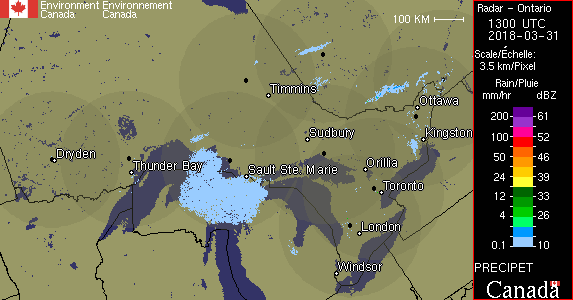 Environment Environnement
Canada Canada
100 KM
Timmins
Ottawa
Sudbury
Kingston
Dryden
Thunder Bay
Sault Ste. Marie
Orillia
Toronto
London
Windsor
Radar - Ontario
1300 UTC
2018-03-31
Scale/Échelle:
3.5 km/Pixel
Rain/Pluie
mm/hr dBZ
200 61
100 52
50 46
24 39
12 33
4 26
0.1 10
PRECIPET
Canada